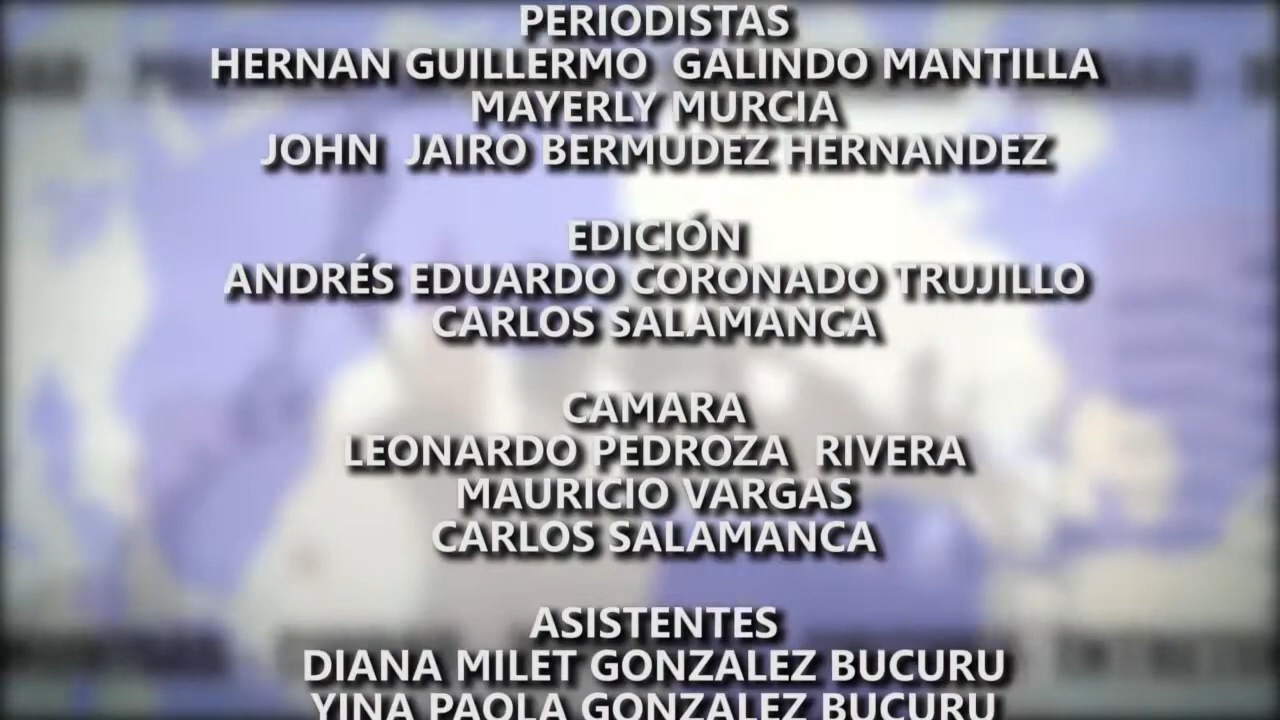 PERIODISTAS
HERNAN GUILLERMO  GALINDO MANTILLA
MAYERLY MURCIA
JOHN  JAIRO BERMUDEZ HERNANDEZ
EDICIÓN
ANDRÉS EDUARDO CORONADO TRUJILLO
CARLOS SALAMANCA
CAMARA
LEONARDO PEDROZA  RIVERA
MAURICIO VARGAS
CARLOS SALAMANCA
ASISTENTES
DIANA MILET GONZALEZ BUCURU
YINA PAOLA GONZALEZ BUCURU